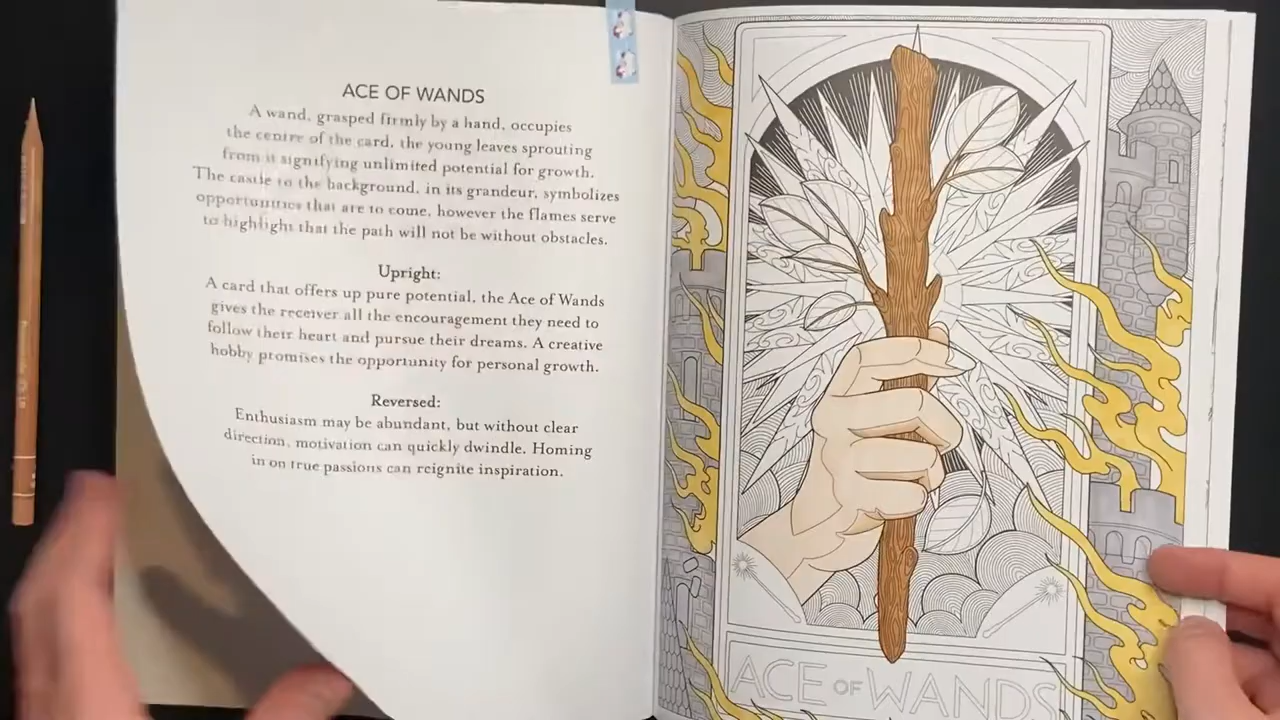 ACE OF WANDS
A wand, grasped firmly by a hand, occupies
the centre of the card, the young leaves sprouting
from it signifying unlimited potential for growth.
The castle to the background, in its grandeur, symbolizes
opportunities that are to come, however the flames serve
to highlight that the path will not be without obstacles.
Upright:
A card that offers up pure potential, the Ace of Wands
gives the receiver all the encouragement they need to
follow their heart and pursue their dreams. A creative
hobby promises the opportunity for personal growth.
Reversed:
Enthusiasm may be abundant, but without clear
direction, motivation can quickly dwindle. Homing
in on true passions can reignite inspiration.
ACE OF WANDS